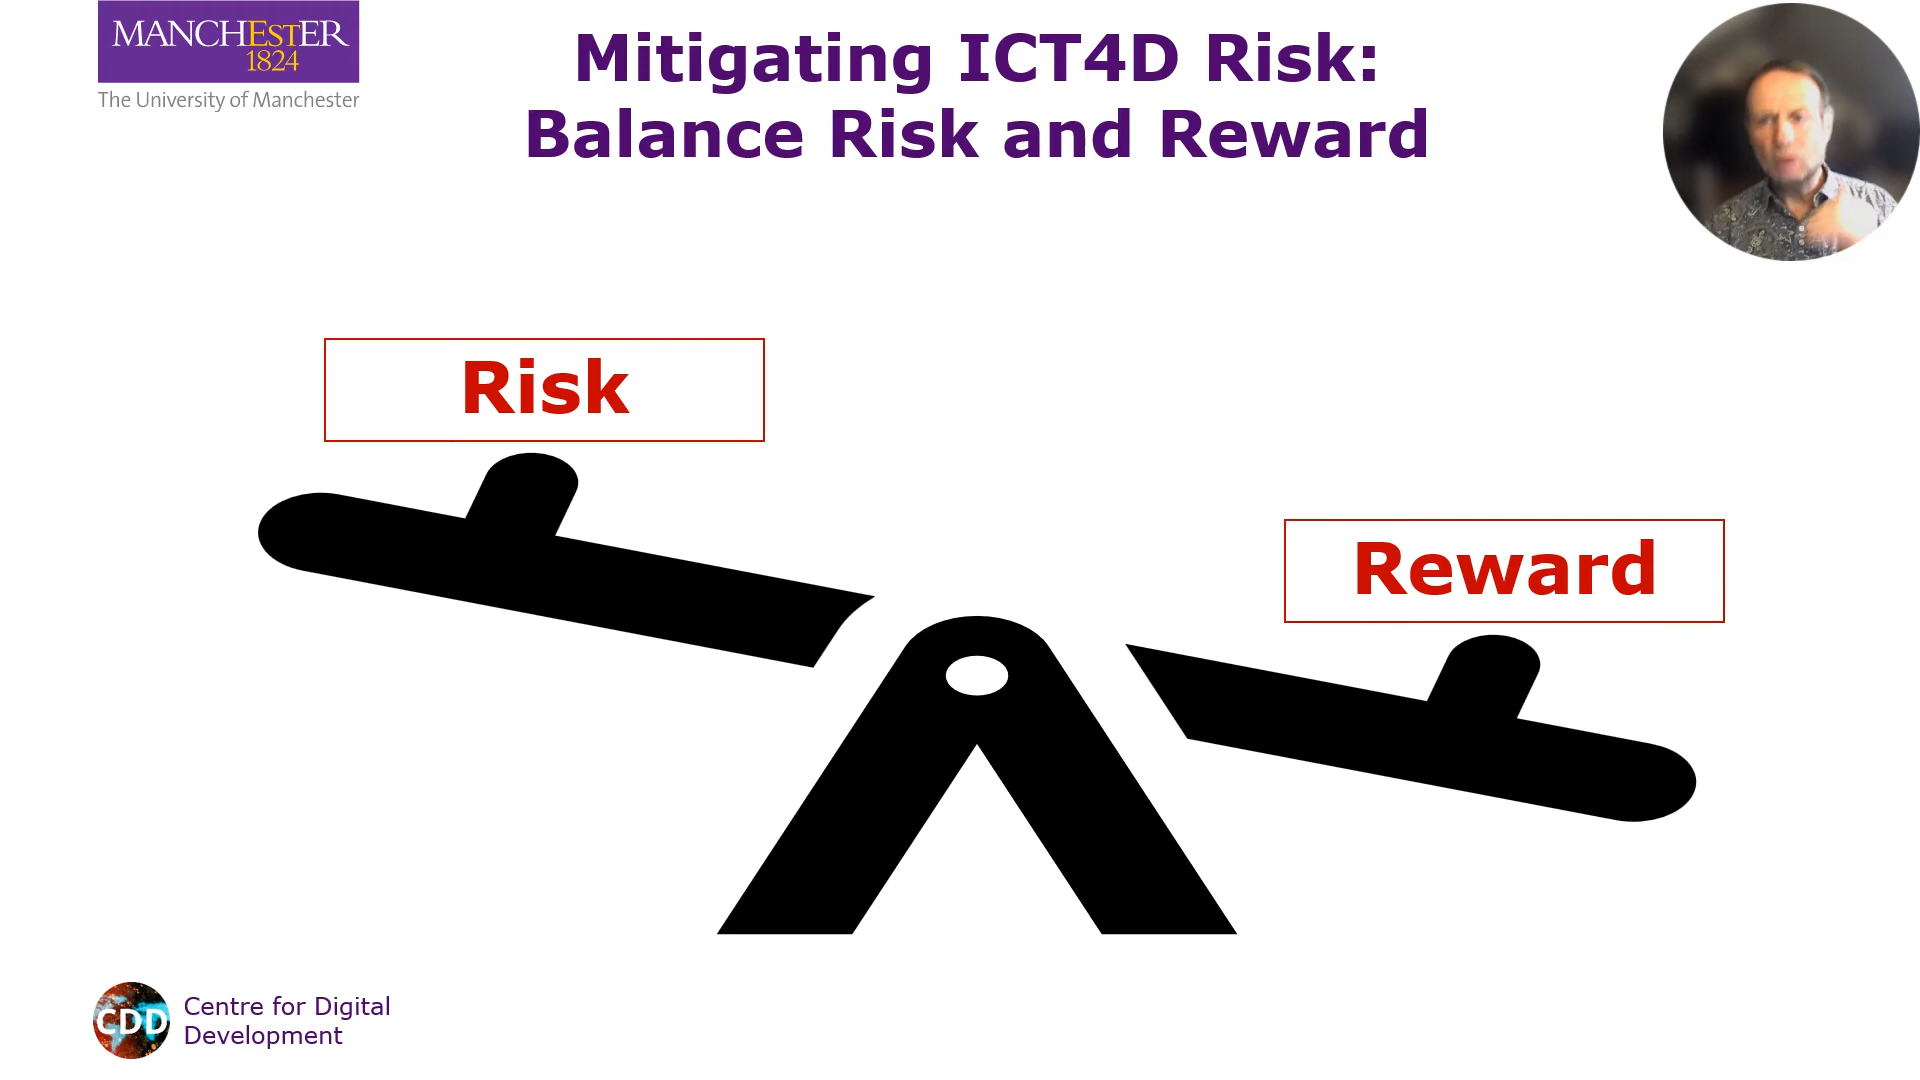 MANCHESTER
1824
The University of Manchester
Mitigating ICT4D Risk:
Balance Risk and Reward
Risk
Reward
CDD
Centre for Digital
Development